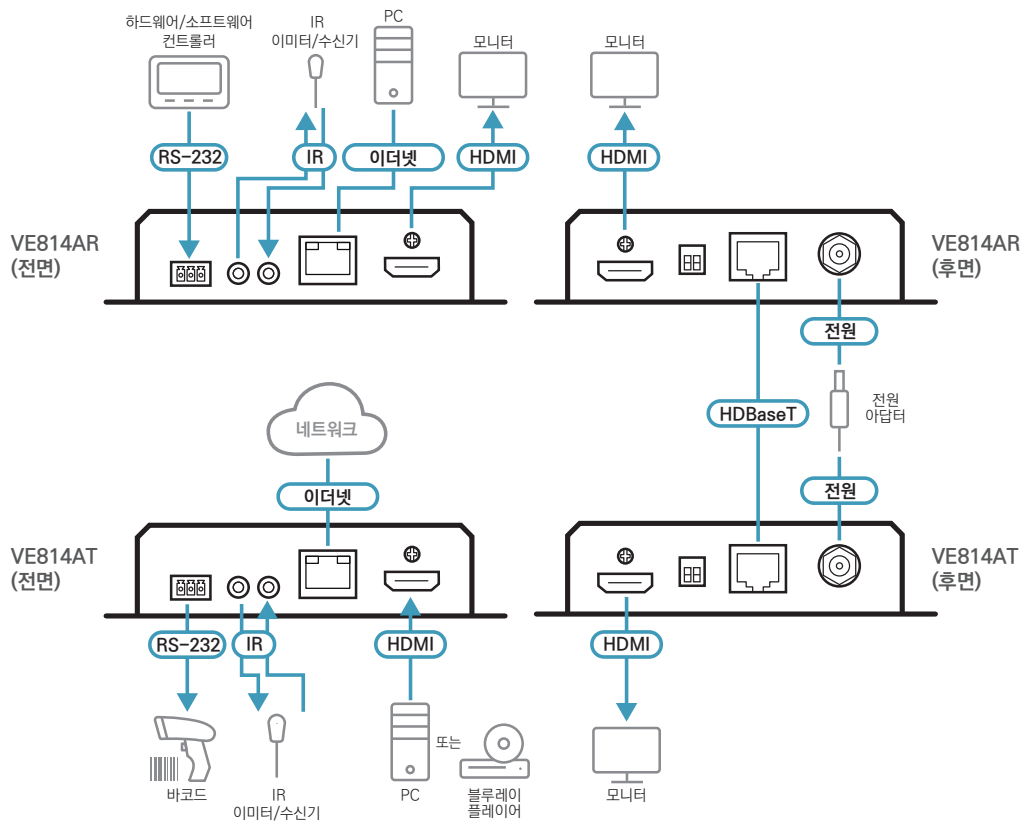 하드웨어/소프트웨어
컨트롤러
IR
이미터/수신기
PC
모니터
모니터
RS-232
IR
이더넷
HDMI
HDMI
VE814AR
(전면)
VE814AR
(후면)
전원
네트워크
HDBaseT
전원
아답터
이더넷
전원
VE814AT
(전면)
VE814AT
(후면)
RS-232
IR
HDMI
HDMI
또는
바코드
IR
이미터/수신기
PC
블루레이
플레이어
모니터